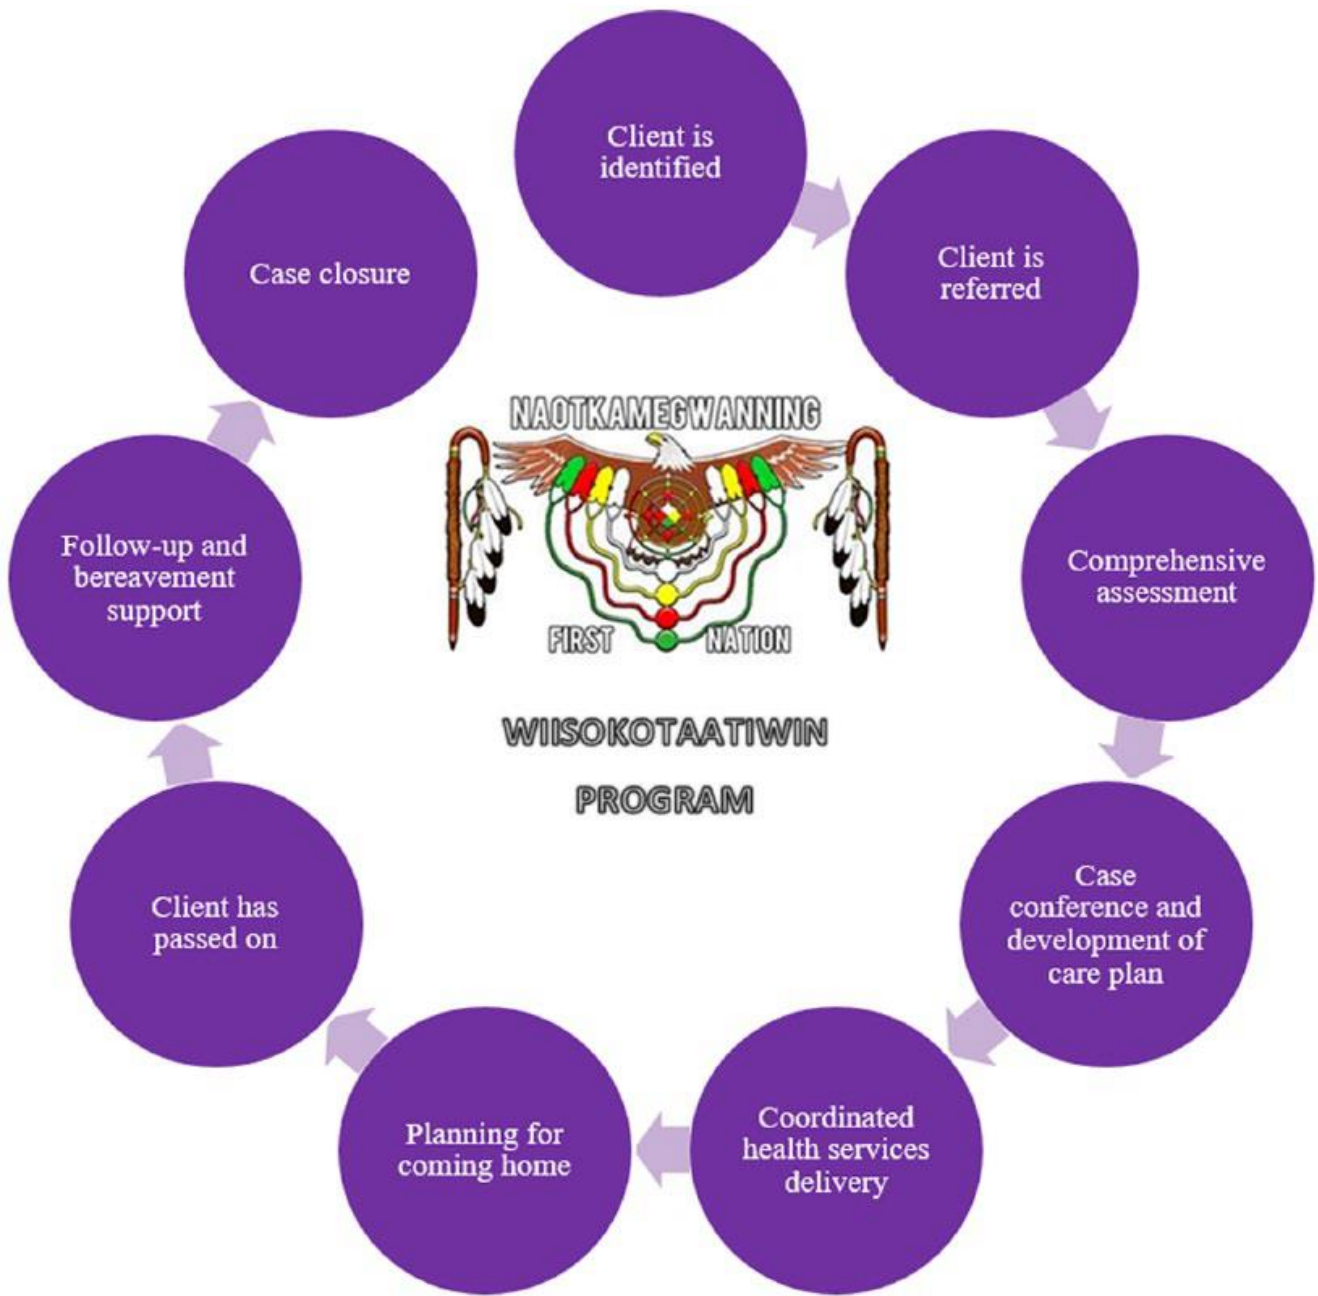 Client is
identified
Client is
referred
Comprehensive
assessment
Case
conference and
development of
care plan
Coordinated
health services
delivery
Planning for
coming home
Client has
passed on
Follow-up and
bereavement
support
Case closure
NAOTKAMEGWANNING
FIRST NATION
WIISOKOTAATIWIN
PROGRAM